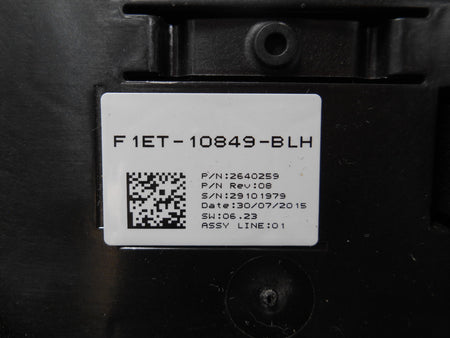 F1ET-10849-BLH
P/N:2640259
P/N Rev:08
S/N:29101979
Date:30/07/2015
SW:06.23
ASSY LINE:01